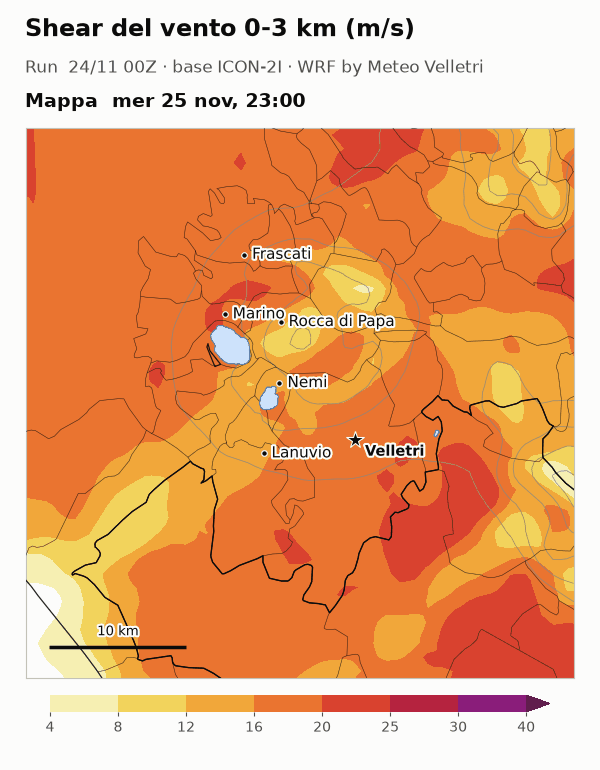 Shear del vento 0-3 km (m/s)
Run 24/11 00Z · base ICON-2I · WRF by Meteo Velletri
Mappa mer 25 nov, 23:00
Frascati
Marino
Rocca di Papa
Nemi
Velletri
Lanuvio
10 km
4 8 12 16 20 25 30 40